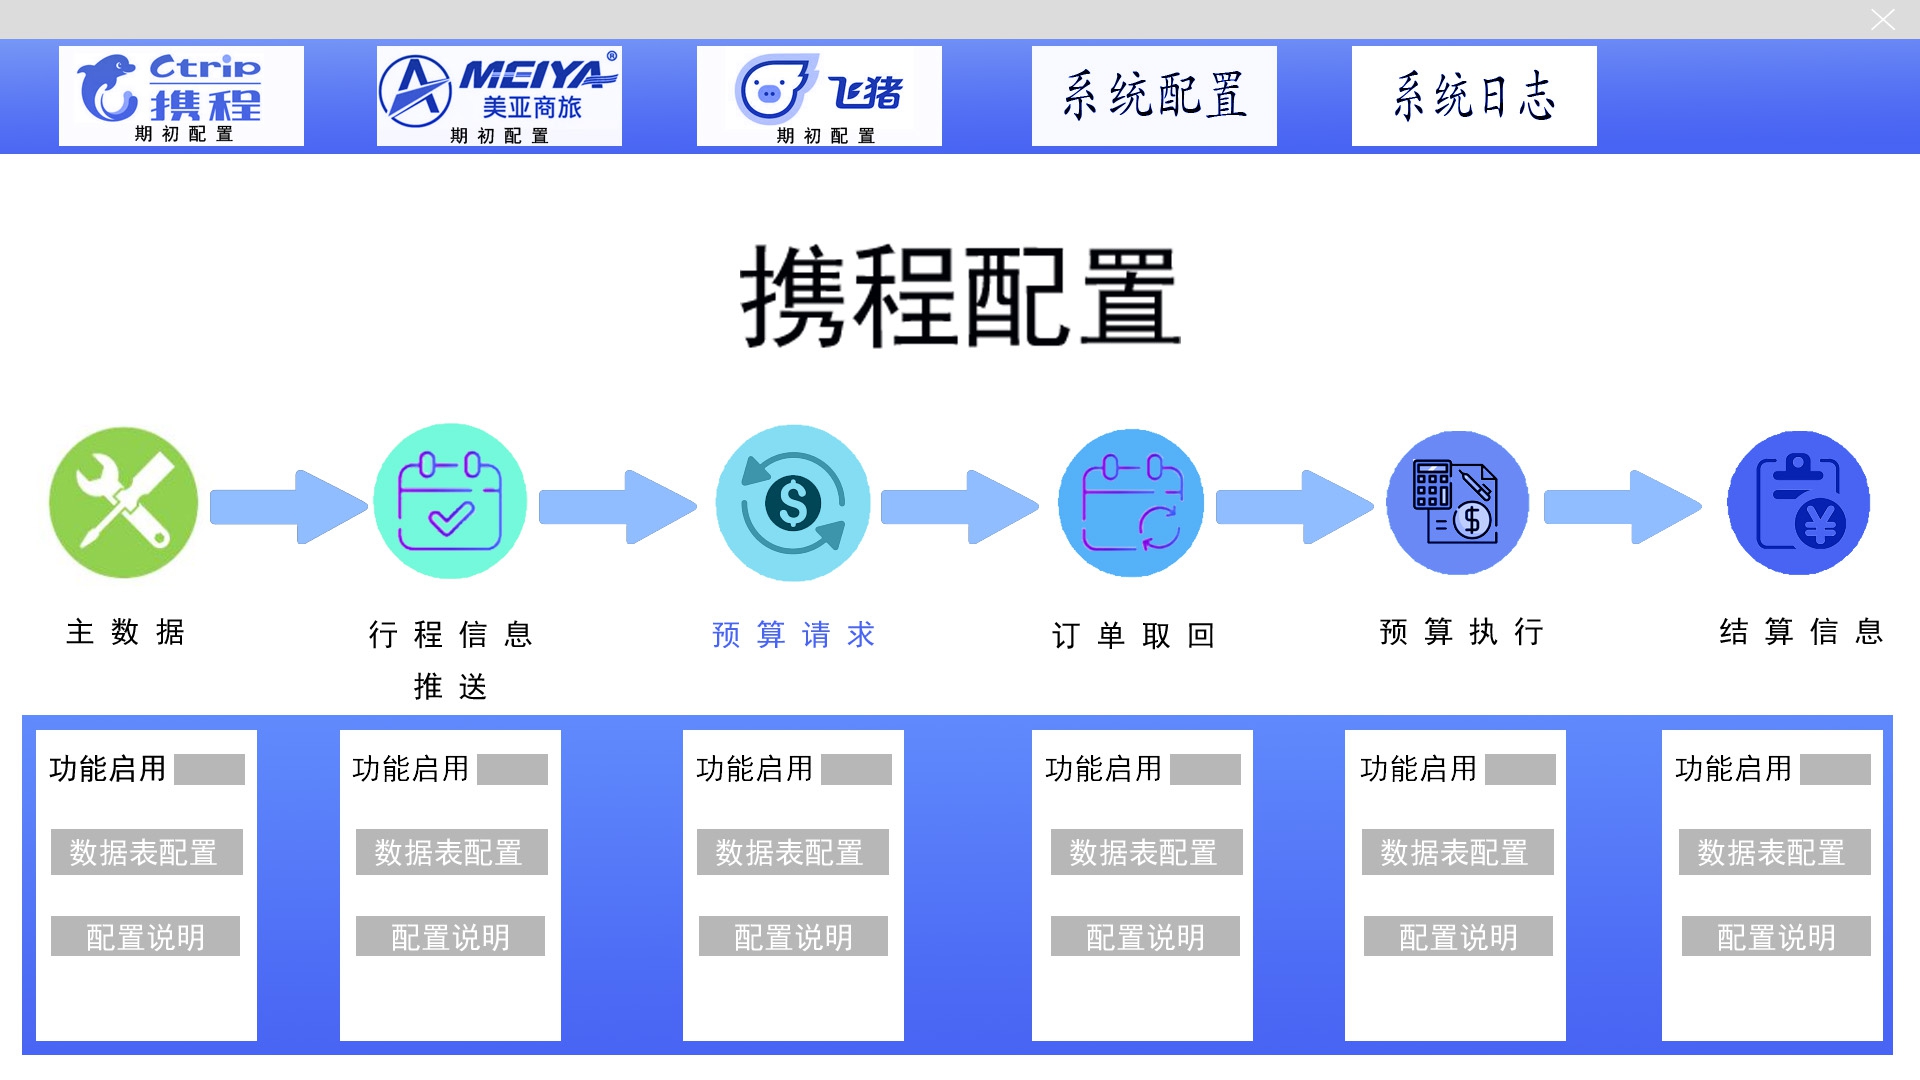 Ctrip
携程
期初配置
MEIYA®
美亚商旅
期初配置
飞猪
期初配置
系统配置
系统日志
携程配置
主数据
行程信息
推送
预算请求
订单取回
预算执行
结算信息
功能启用
数据表配置
配置说明
功能启用
数据表配置
配置说明
功能启用
数据表配置
配置说明
功能启用
数据表配置
配置说明
功能启用
数据表配置
配置说明
功能启用
数据表配置
配置说明